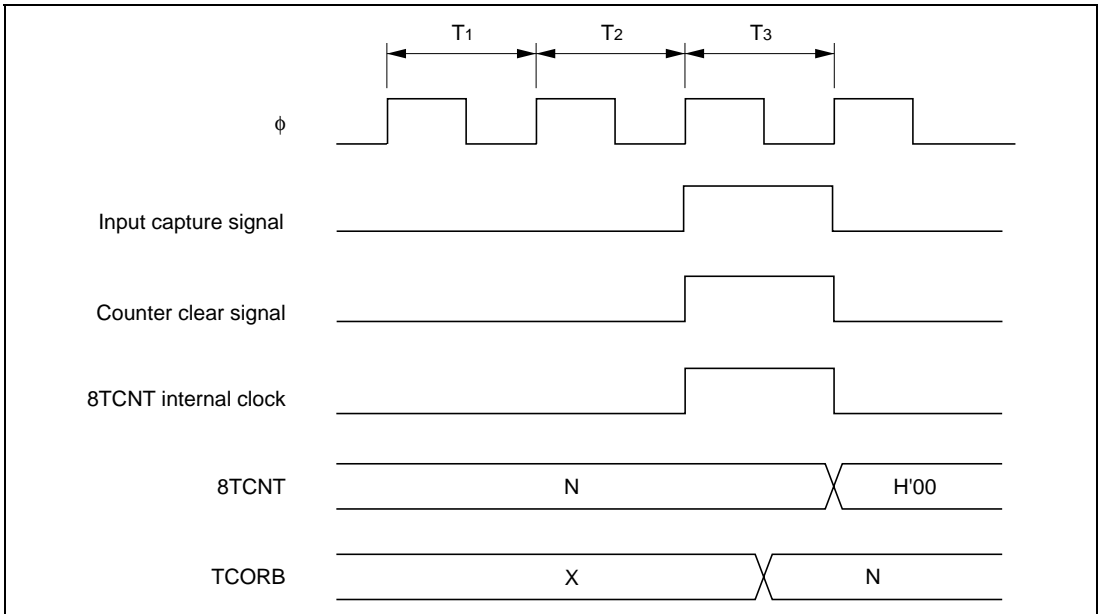 T1 T2 T3
φ
Input capture signal
Counter clear signal
8TCNT internal clock
8TCNT N H'00
TCORB X N